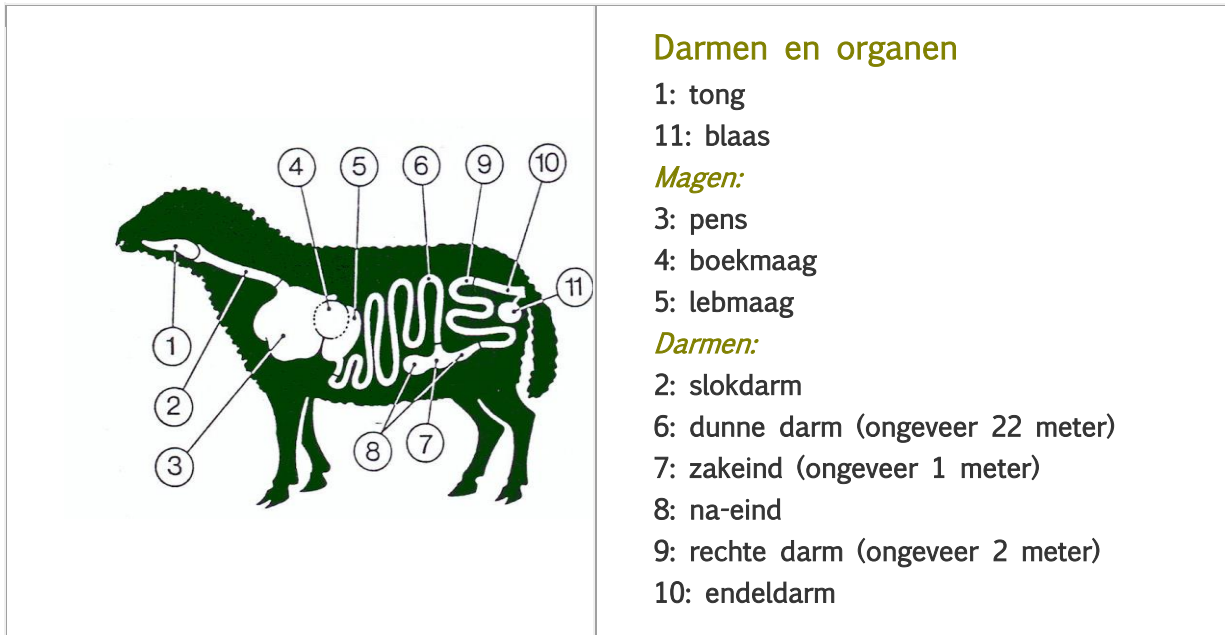 4 5 6 9 10
11
1
2
8 7
3
Darmen en organen
1: tong
11: blaas
Magen:
3: pens
4: boekmaag
5: lebmaag
Darmen:
2: slokdarm
6: dunne darm (ongeveer 22 meter)
7: zakeind (ongeveer 1 meter)
8: na-eind
9: rechte darm (ongeveer 2 meter)
10: endeldarm